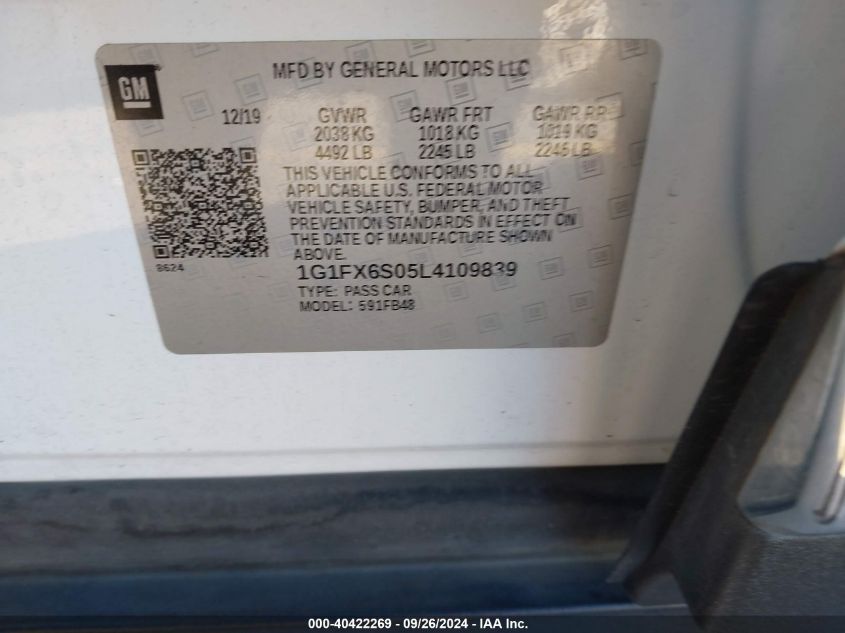 GM
MFD BY GENERAL MOTORS LLC
12/19 GVWR GAWR FRT GAWR RR
2038 KG 1018 KG 1019 KG
4492 LB 2245 LB 2246 LB
THIS VEHICLE CONFORMS TO ALL
APPLICABLE U.S. FEDERAL MOTOR
VEHICLE SAFETY, BUMPER, AND THEFT
PREVENTION STANDARDS IN EFFECT ON
THE DATE OF MANUFACTURE SHOWN
ABOVE.
8624
1G1FX6S05L4109839
TYPE: PASS CAR
MODEL: 591FB48
000-40422269 - 09/26/2024 - IAA Inc.